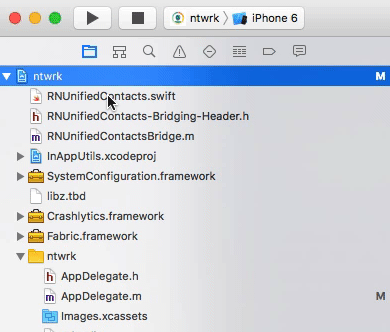 ntwrk
iPhone 6
ntwrk M
RNUnifiedContacts.swift
RNUnifiedContacts-Bridging-Header.h
RNUnifiedContactsBridge.m
InAppUtils.xcodeproj
SystemConfiguration.framework
libz.tbd
Crashlytics.framework
Fabric.framework
ntwrk
h AppDelegate.h
m AppDelegate.m M
Images.xcassets